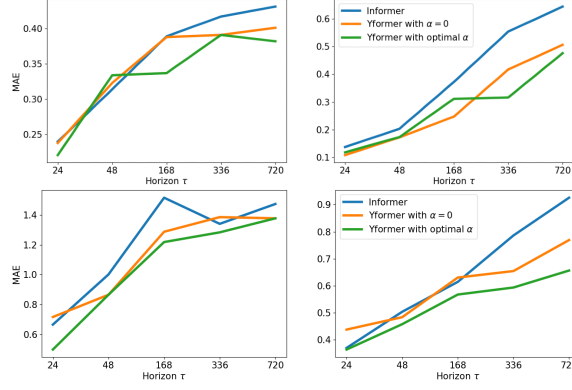 MAE
0.40
0.35
0.30
0.25
24 48 168 336 720
Horizon τ
Informer
Yformer with α = 0
Yformer with optimal α
0.6
0.5
0.4
0.3
0.2
0.1
24 48 168 336 720
Horizon τ
MAE
1.4
1.2
1.0
0.8
0.6
24 48 168 336 720
Horizon τ
Informer
Yformer with α = 0
Yformer with optimal α
0.9
0.8
0.7
0.6
0.5
0.4
24 48 168 336 720
Horizon τ